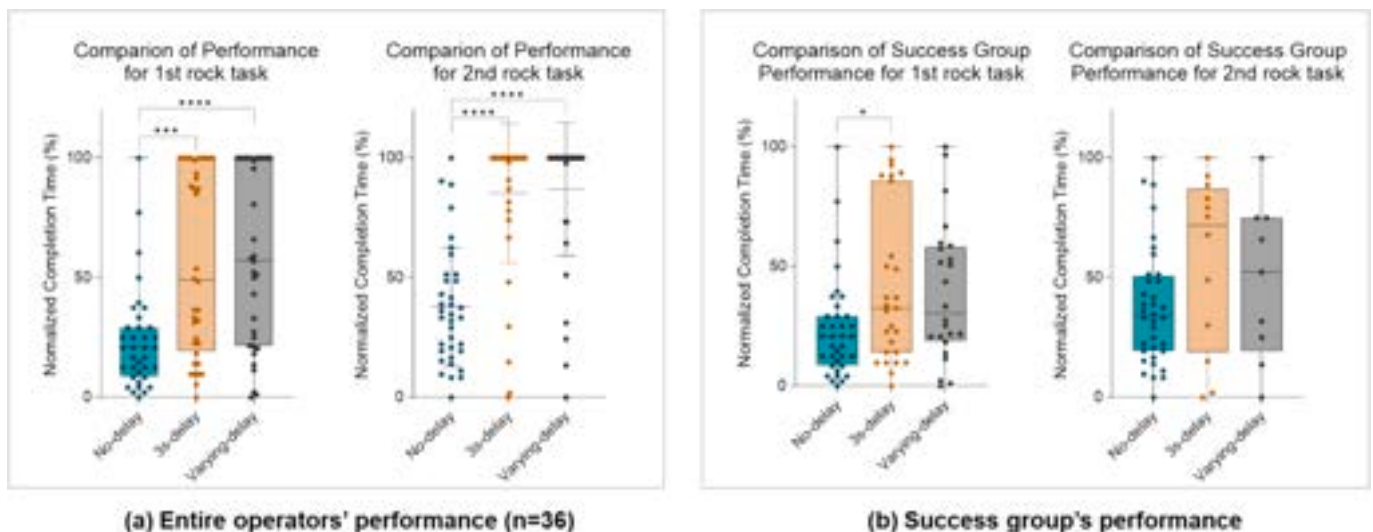 Comparion of Performance
for 1st rock task
Normalized Completion Time (%)
****
***
100
50
0
No-delay
3s-delay
Varying-delay
Comparion of Performance
for 2nd rock task
Normalized Completion Time (%)
****
****
100
50
0
No-delay
3s-delay
Varying-delay
(a) Entire operators' performance (n=36)
Comparison of Success Group
Performance for 1st rock task
Normalized Completion Time (%)
*
100
50
0
No-delay
3s-delay
Varying-delay
Comparison of Success Group
Performance for 2nd rock task
Normalized Completion Time (%)
100
50
0
No-delay
3s-delay
Varying-delay
(b) Success group's performance